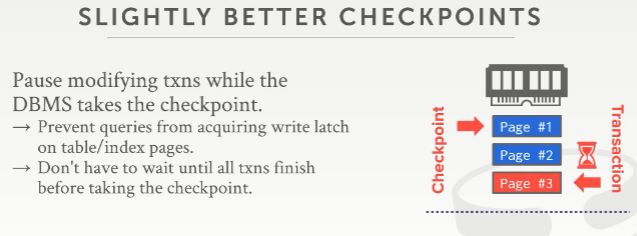 SLIGHTLY BETTER CHECKPOINTS
Pause modifying txns while the
DBMS takes the checkpoint.
→ Prevent queries from acquiring write latch
on table/index pages.
→ Don't have to wait until all txns finish
before taking the checkpoint.
Checkpoint
Page #1
Page #2
Page #3
Transaction